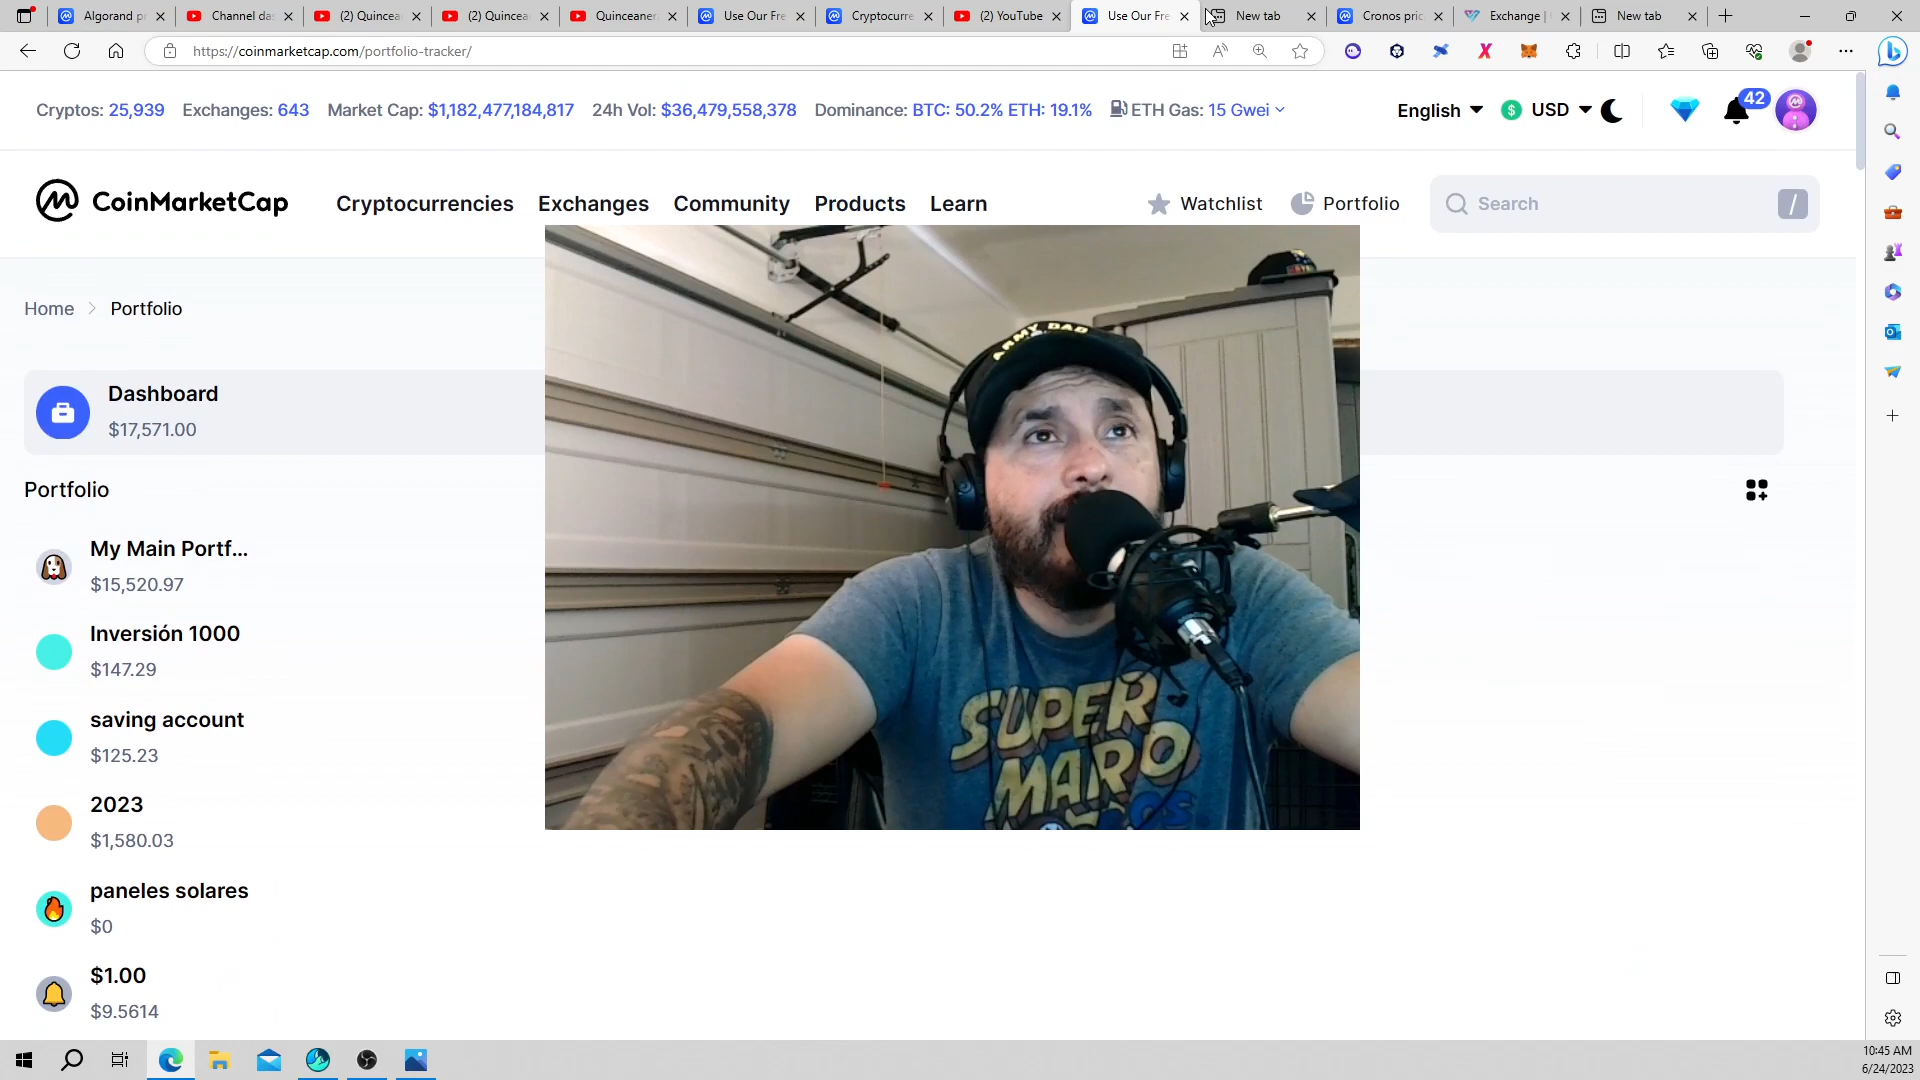 Algorand pr
Channel das
(2) Quincea
(2) Quincea
Quinceaner
Use Our Fre
Cryptocurre
(2) YouTube
Use Our Fre
New tab
Cronos pric
Exchange |
New tab
https://coinmarketcap.com/portfolio-tracker/
Cryptos: 25,939 Exchanges: 643 Market Cap: $1,182,477,184,817 24h Vol: $36,479,558,378 Dominance: BTC: 50.2% ETH: 19.1% ETH Gas: 15 Gwei
English
USD
42
CoinMarketCap
Cryptocurrencies Exchanges Community Products Learn
Watchlist
Portfolio
Search
/
Home > Portfolio
Dashboard
$17,571.00
Portfolio
My Main Portf...
$15,520.97
Inversión 1000
$147.29
saving account
$125.23
2023
$1,580.03
paneles solares
$0
$1.00
$9.5614
ARMY DAD
SUPER
MARO
10:45 AM
6/24/2023